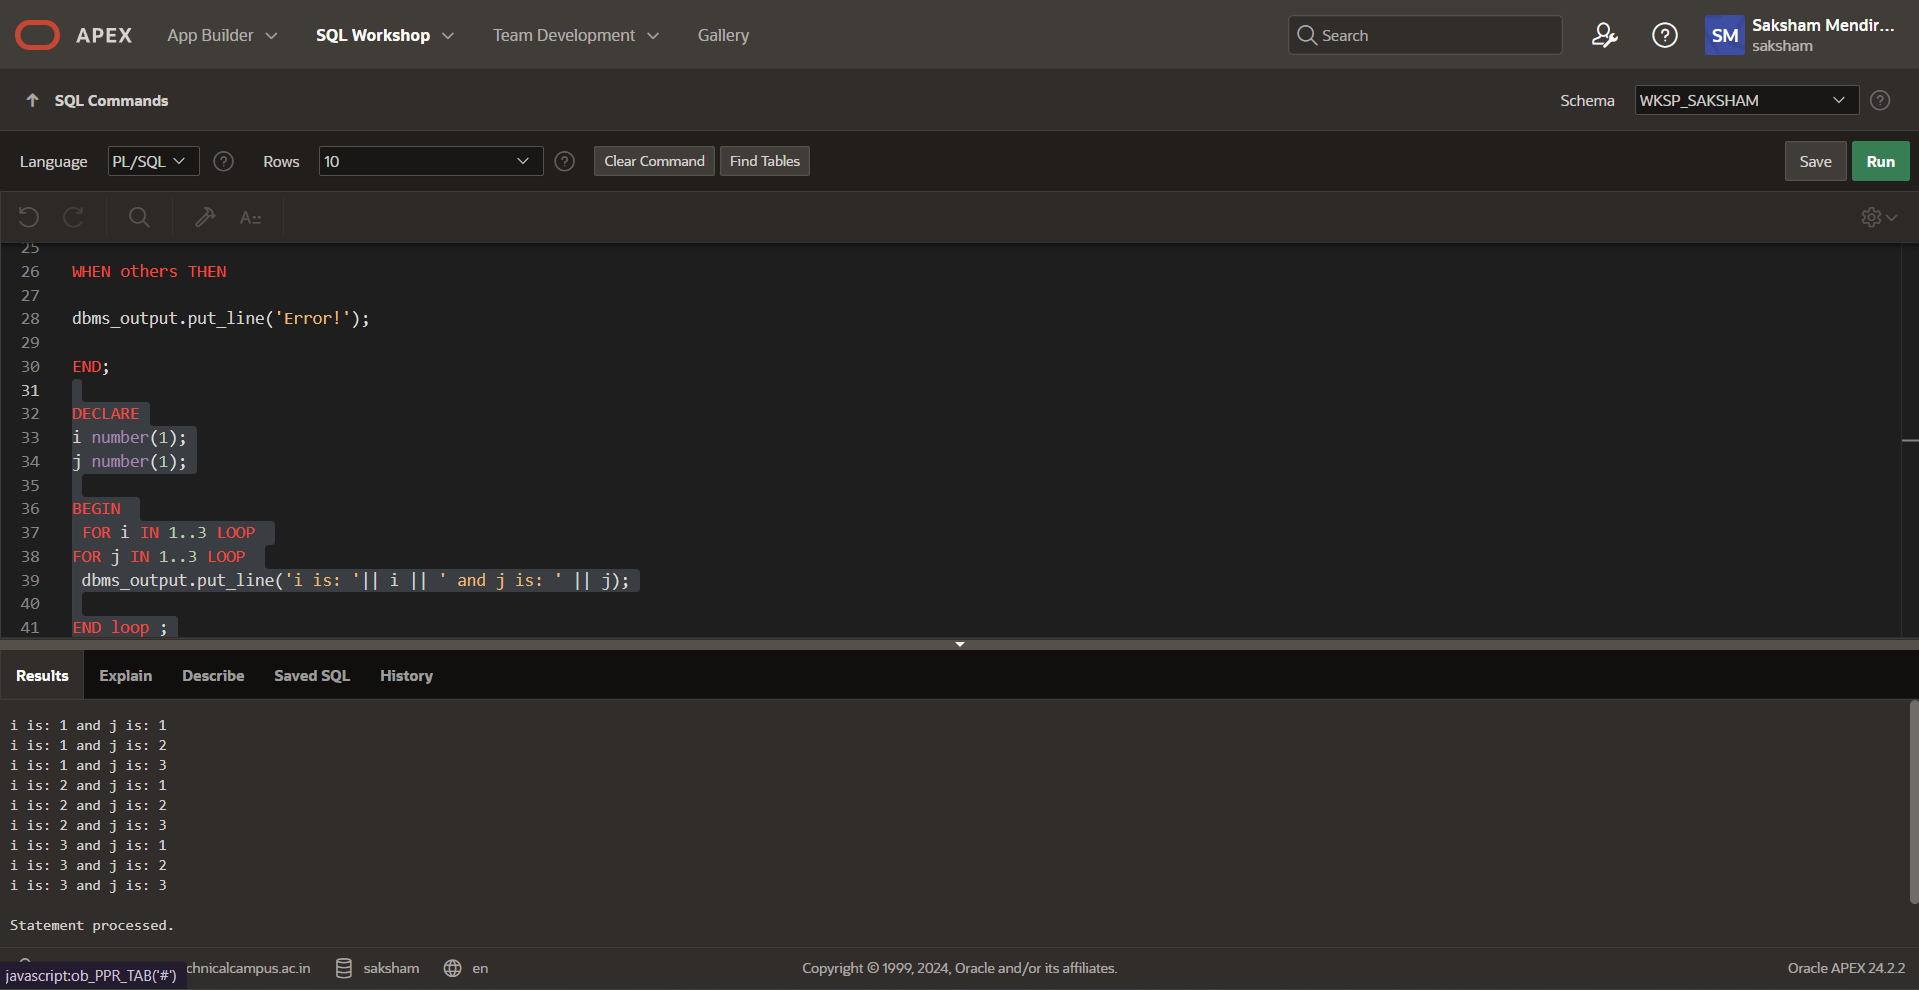 APEX App Builder SQL Workshop Team Development Gallery Search SM Saksham Mendir...
saksham
SQL Commands Schema WKSP_SAKSHAM
Language PL/SQL Rows 10 Clear Command Find Tables Save Run
25
26 WHEN others THEN
27
28 dbms_output.put_line('Error!');
29
30 END;
31
32 DECLARE
33 i number(1);
34 j number(1);
35
36 BEGIN
37 FOR i IN 1..3 LOOP
38 FOR j IN 1..3 LOOP
39 dbms_output.put_line('i is: '|| i || ' and j is: ' || j);
40
41 END loop ;
Results Explain Describe Saved SQL History
i is: 1 and j is: 1
i is: 1 and j is: 2
i is: 1 and j is: 3
i is: 2 and j is: 1
i is: 2 and j is: 2
i is: 2 and j is: 3
i is: 3 and j is: 1
i is: 3 and j is: 2
i is: 3 and j is: 3
Statement processed.
javascript:ob_PPR_TAB('#') chnicalcampus.ac.in saksham en Copyright © 1999, 2024, Oracle and/or its affiliates. Oracle APEX 24.2.2